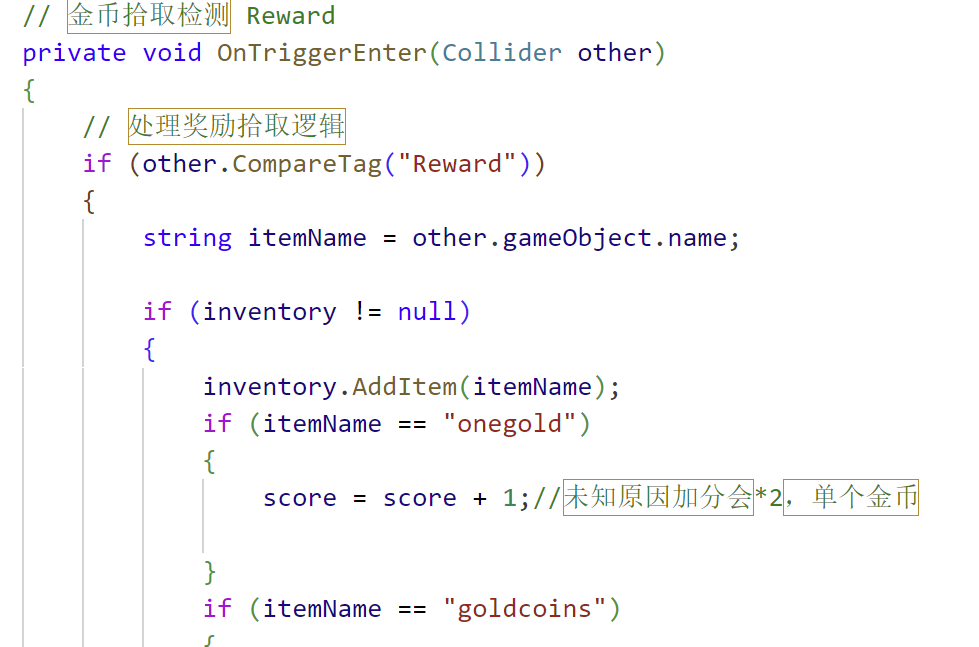 // 金币拾取检测 Reward
private void OnTriggerEnter(Collider other)
{
// 处理奖励拾取逻辑
if (other.CompareTag("Reward"))
{
string itemName = other.gameObject.name;
if (inventory != null)
{
inventory.AddItem(itemName);
if (itemName == "onegold")
{
score = score + 1;//未知原因加分会*2，单个金币
}
if (itemName == "goldcoins")
{